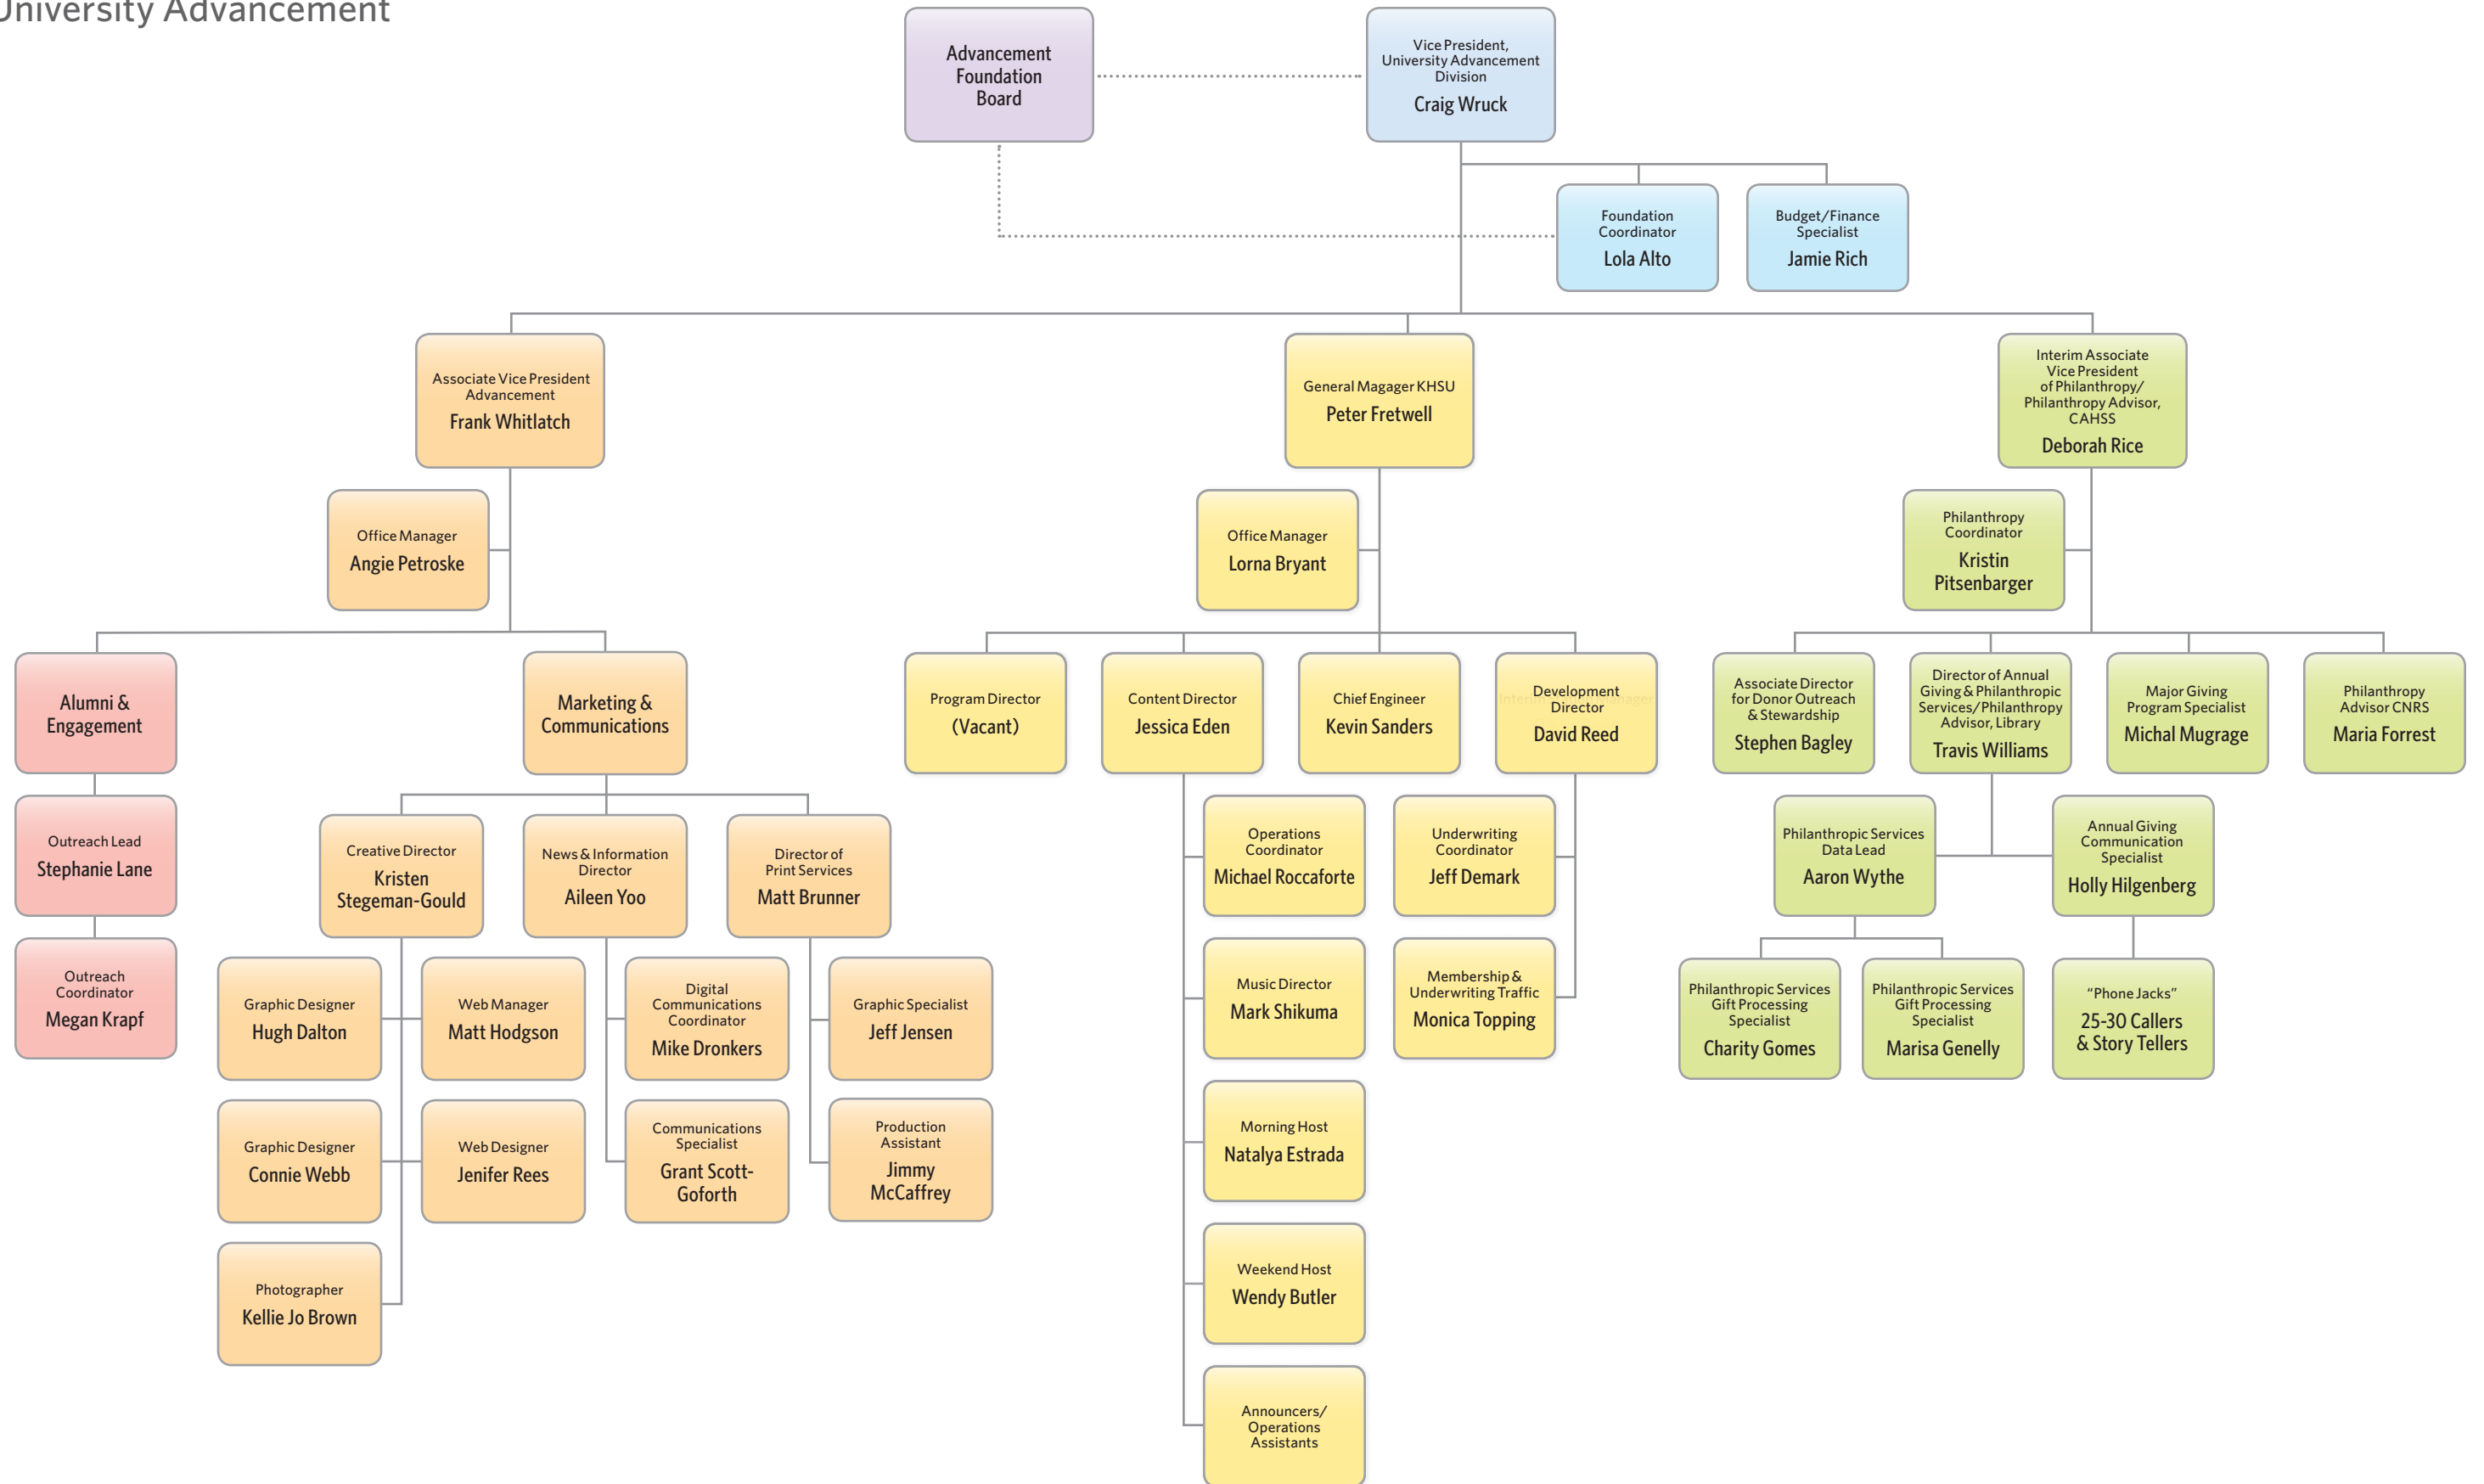 University Advancement
Advancement
Foundation
Board
Vice President,
University Advancement
Division
Craig Wruck
Foundation
Coordinator
Lola Alto
Budget/Finance
Specialist
Jamie Rich
Associate Vice President
Advancement
Frank Whitlatch
General Magager KHSU
Peter Fretwell
Interim Associate
Vice President
of Philanthropy/
Philanthropy Advisor,
CAHSS
Deborah Rice
Office Manager
Angie Petroske
Office Manager
Lorna Bryant
Philanthropy
Coordinator
Kristin
Pitsenbarger
Alumni &
Engagement
Marketing &
Communications
Program Director
(Vacant)
Content Director
Jessica Eden
Chief Engineer
Kevin Sanders
Development
Director
David Reed
Associate Director
for Donor Outreach
& Stewardship
Stephen Bagley
Director of Annual
Giving & Philanthropic
Services/Philanthropy
Advisor, Library
Travis Williams
Major Giving
Program Specialist
Michal Mugrage
Philanthropy
Advisor CNRS
Maria Forrest
Outreach Lead
Stephanie Lane
Creative Director
Kristen
Stegeman-Gould
News & Information
Director
Aileen Yoo
Director of
Print Services
Matt Brunner
Operations
Coordinator
Michael Roccaforte
Underwriting
Coordinator
Jeff Demark
Philanthropic Services
Data Lead
Aaron Wythe
Annual Giving
Communication
Specialist
Holly Hilgenberg
Outreach
Coordinator
Megan Krapf
Graphic Designer
Hugh Dalton
Web Manager
Matt Hodgson
Digital
Communications
Coordinator
Mike Dronkers
Graphic Specialist
Jeff Jensen
Music Director
Mark Shikuma
Membership &
Underwriting Traffic
Monica Topping
Philanthropic Services
Gift Processing
Specialist
Charity Gomes
Philanthropic Services
Gift Processing
Specialist
Marisa Genelly
“Phone Jacks”
25-30 Callers
& Story Tellers
Graphic Designer
Connie Webb
Web Designer
Jenifer Rees
Communications
Specialist
Grant Scott-
Goforth
Production
Assistant
Jimmy
McCaffrey
Morning Host
Natalya Estrada
Photographer
Kellie Jo Brown
Weekend Host
Wendy Butler
Announcers/
Operations
Assistants